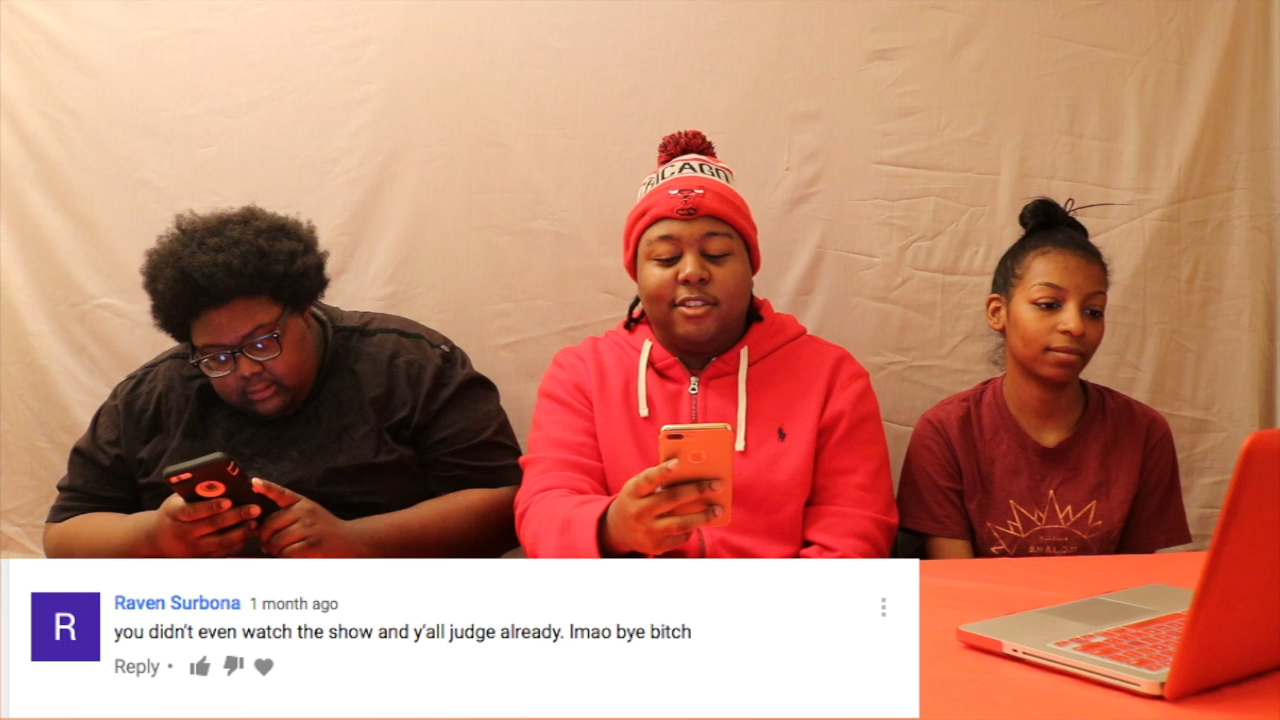 CHICAGO
Raven Surbona 1 month ago
you didn't even watch the show and y'all judge already. lmao bye bitch
Reply •
R